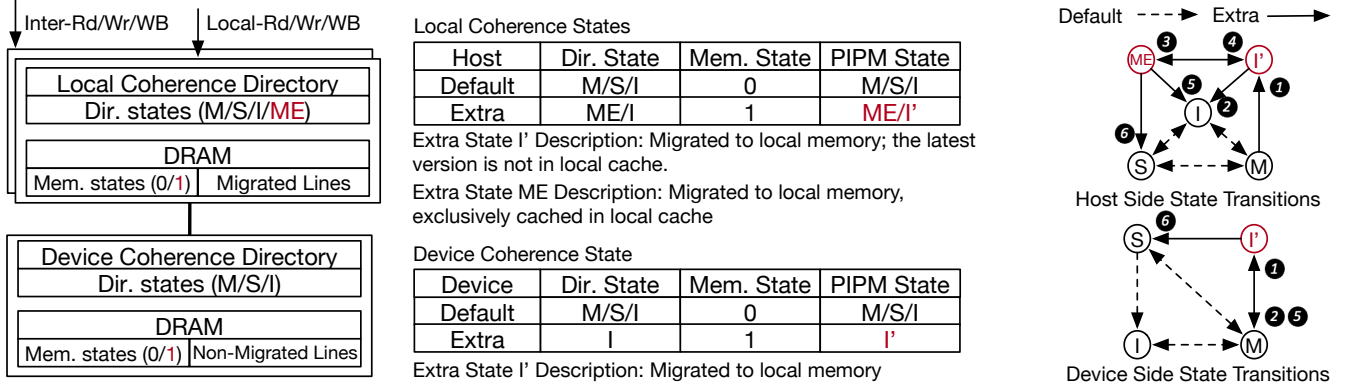 Inter-Rd/Wr/WB
Local-Rd/Wr/WB
Local Coherence Directory
Dir. states (M/S/I/ME)
DRAM
Mem. states (0/1)
Migrated Lines
Device Coherence Directory
Dir. states (M/S/I)
DRAM
Mem. states (0/1)
Non-Migrated Lines
Local Coherence States
Host Dir. State Mem. State PIPM State
Default M/S/I 0 M/S/I
Extra ME/I 1 ME/I'
Extra State I' Description: Migrated to local memory; the latest
version is not in local cache.
Extra State ME Description: Migrated to local memory,
exclusively cached in local cache
Device Coherence State
Device Dir. State Mem. State PIPM State
Default M/S/I 0 M/S/I
Extra I 1 I'
Extra State I' Description: Migrated to local memory
Default Extra
ME 3 4 I'
5 1
I 2
6
S M
Host Side State Transitions
S 6 I'
1
2 5
I M
Device Side State Transitions